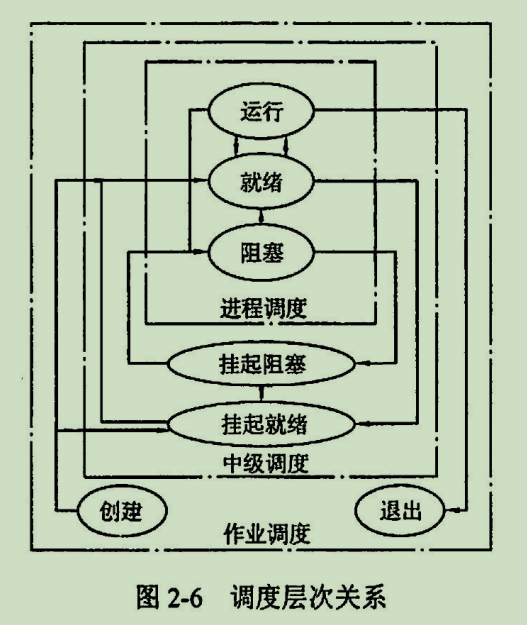 运行
就绪
阻塞
进程调度
挂起阻塞
挂起就绪
中级调度
创建
退出
作业调度
图 2-6 调度层次关系